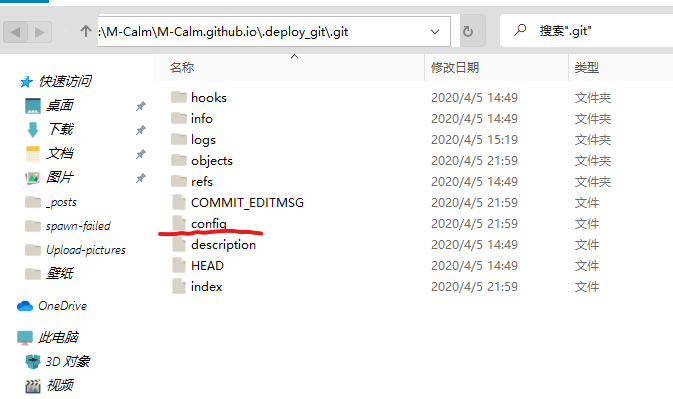 :\M-Calm\M-Calm.github.io\.deploy_git\.git
搜索".git"
名称 修改日期 类型
快速访问
桌面
下载
文档
图片
_posts
spawn-failed
Upload-pictures
壁纸
OneDrive
此电脑
3D 对象
视频
hooks 2020/4/5 14:49 文件夹
info 2020/4/5 14:49 文件夹
logs 2020/4/5 15:19 文件夹
objects 2020/4/5 21:59 文件夹
refs 2020/4/5 14:49 文件夹
COMMIT_EDITMSG 2020/4/5 21:59 文件
config 2020/4/5 21:59 文件
description 2020/4/5 14:49 文件
HEAD 2020/4/5 14:49 文件
index 2020/4/5 21:59 文件